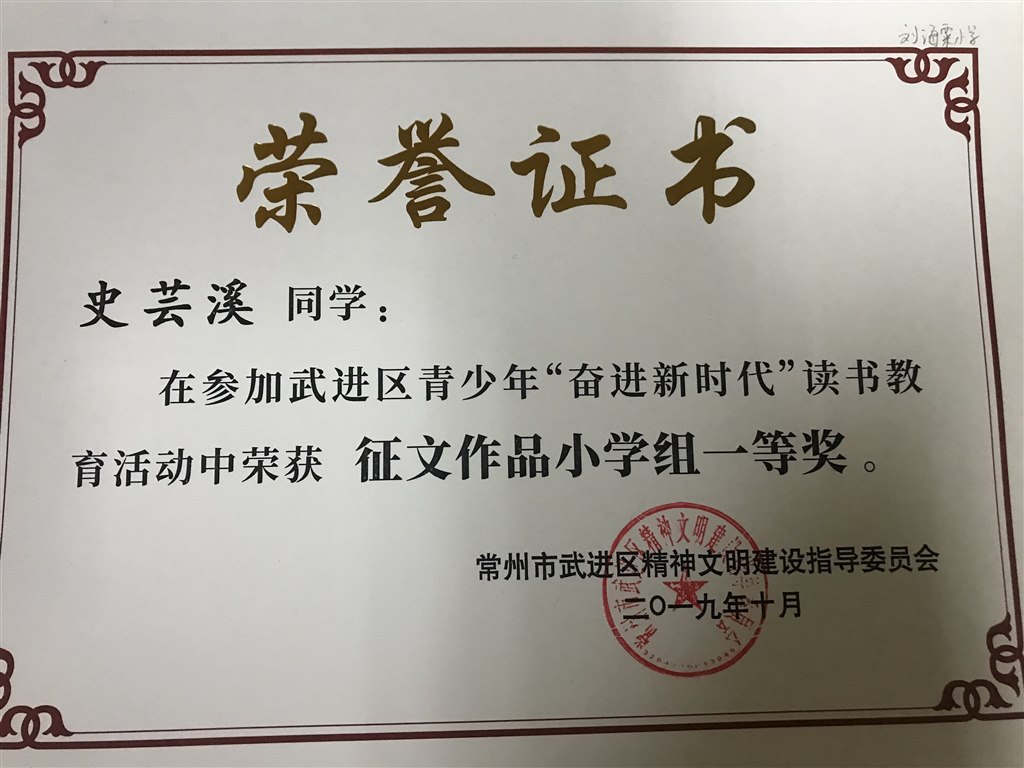 刘海粟小学
荣誉证书
史芸溪 同学：
在参加武进区青少年“奋进新时代”读书教
育活动中荣获 征文作品小学组一等奖。
常州市武进区精神文明建设指导委员会
二〇一九年十月